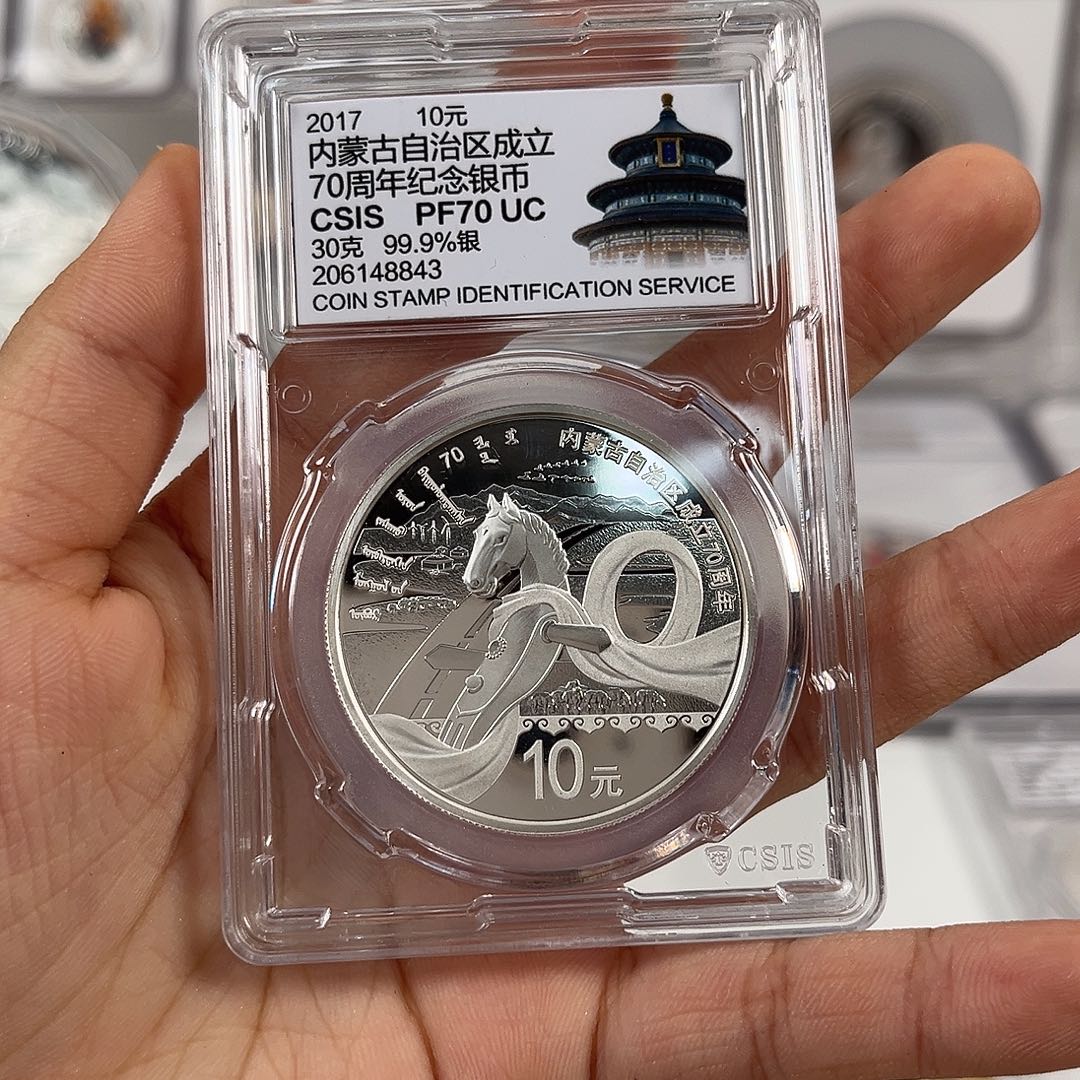 2017 10元
内蒙古自治区成立
70周年纪念银币
CSIS PF70 UC
30克 99.9%银
206148843
COIN STAMP IDENTIFICATION SERVICE
70
内蒙古自治区成立70周年
10元
CSIS